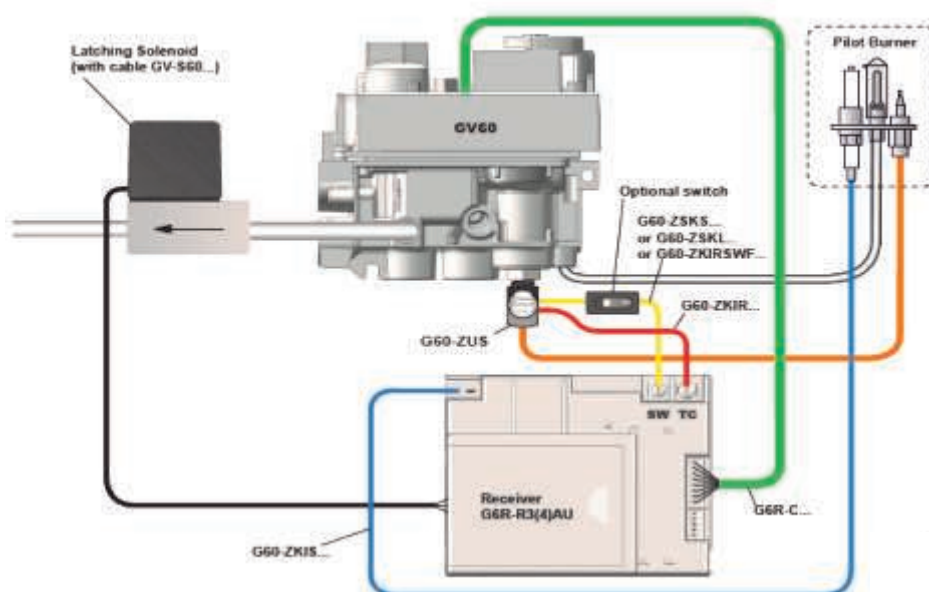 Latching Solenoid
(with cable GV-S60...)
GV60
Pilot Burner
Optional switch
G60-ZSKS...
or G60-ZSKL...
or G60-ZKIRSWF...
G60-ZKIR...
G60-ZUS
SW TC
Receiver
G6R-R3(4)AU
G6R-C...
G60-ZKIS...